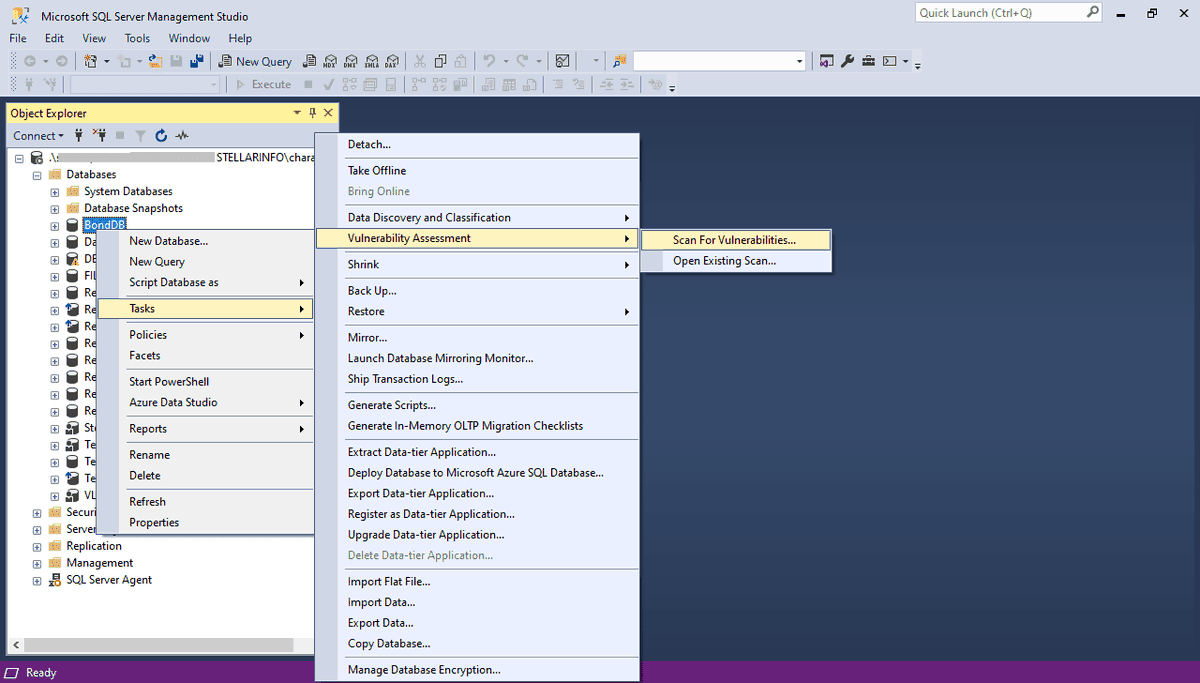 Microsoft SQL Server Management Studio
Quick Launch (Ctrl+Q)
File Edit View Tools Window Help
New Query
MDX DMX XMLA DAX
Execute
Object Explorer
Connect
STELLARINFO\chara
Databases
System Databases
Database Snapshots
BondDB
Da
DB
FIL
Re
Re
Re
Re
Re
Re
Re
Re
Sto
Te
Te
Te
VL
Securi
Server
Replication
Management
SQL Server Agent
New Database...
New Query
Script Database as
Tasks
Policies
Facets
Start PowerShell
Azure Data Studio
Reports
Rename
Delete
Refresh
Properties
Detach...
Take Offline
Bring Online
Data Discovery and Classification
Vulnerability Assessment
Shrink
Back Up...
Restore
Mirror...
Launch Database Mirroring Monitor...
Ship Transaction Logs...
Generate Scripts...
Generate In-Memory OLTP Migration Checklists
Extract Data-tier Application...
Deploy Database to Microsoft Azure SQL Database...
Export Data-tier Application...
Register as Data-tier Application...
Upgrade Data-tier Application...
Delete Data-tier Application...
Import Flat File...
Import Data...
Export Data...
Copy Database...
Manage Database Encryption...
Scan For Vulnerabilities...
Open Existing Scan...
Ready